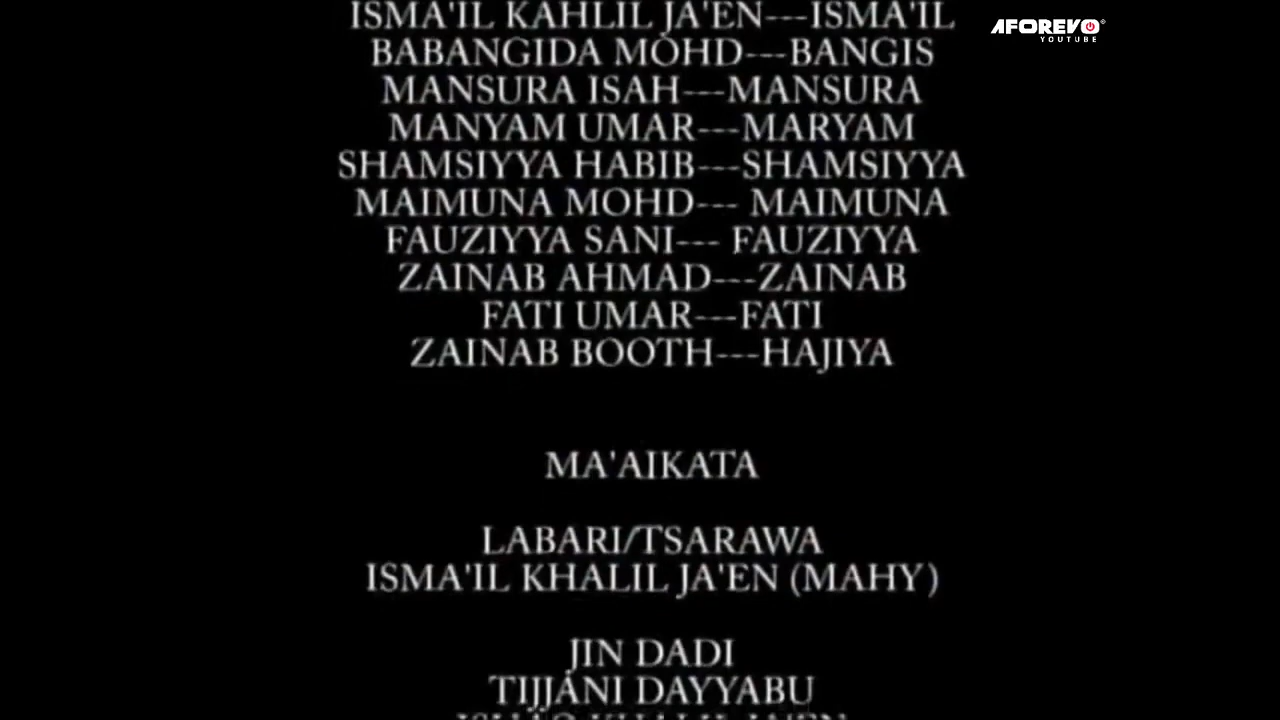 ISMA'IL KAHLIL JA'EN---ISMA'IL
AFOREVO
YOUTUBE
BABANGIDA MOHD---BANGIS
MANSURA ISAH---MANSURA
MANYAM UMAR---MARYAM
SHAMSIYYA HABIB---SHAMSIYYA
MAIMUNA MOHD--- MAIMUNA
FAUZIYYA SANI--- FAUZIYYA
ZAINAB AHMAD---ZAINAB
FATI UMAR---FATI
ZAINAB BOOTH---HAJIYA
MA'AIKATA
LABARI/TSARAWA
ISMA'IL KHALIL JA'EN (MAHY)
JIN DADI
TIJJANI DAYYABU